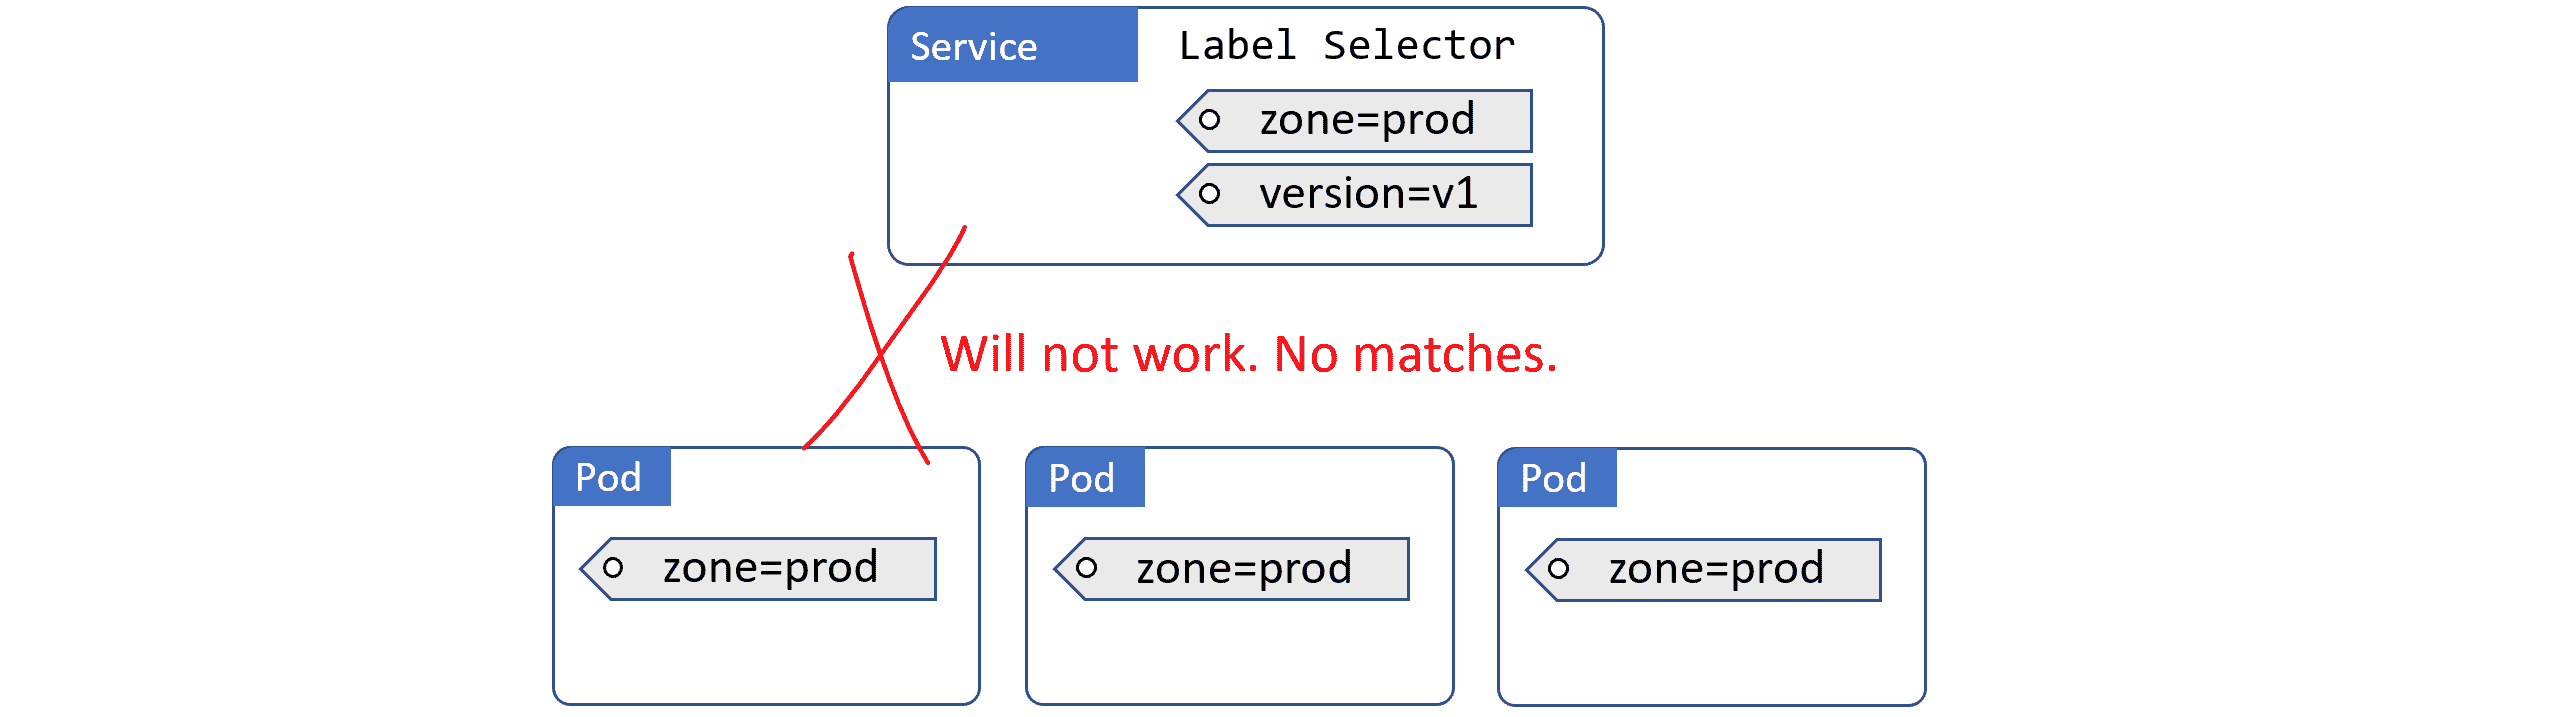 Service
Label Selector
zone=prod
version=v1
Will not work. No matches.
Pod
Pod
Pod
zone=prod
zone=prod
zone=prod